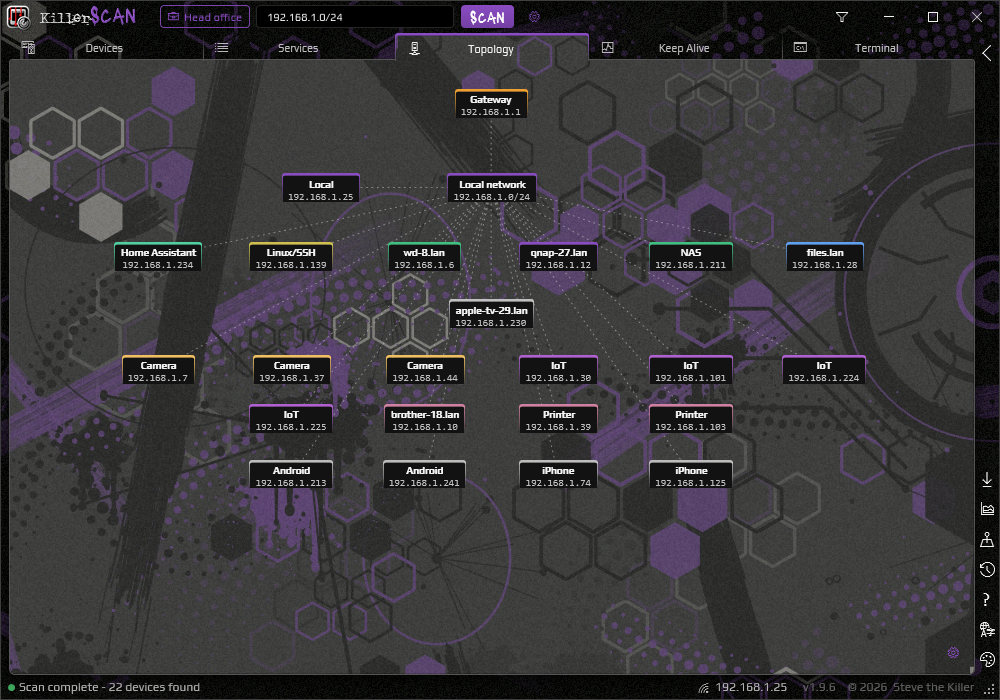 KillerSCAN
Head office
192.168.1.0/24
SCAN
Devices
Services
Topology
Keep Alive
Terminal
Gateway
192.168.1.1
Local
192.168.1.25
Local network
192.168.1.0/24
Home Assistant
192.168.1.234
Linux/SSH
192.168.1.139
wd-8.lan
192.168.1.6
qnap-27.lan
192.168.1.12
NAS
192.168.1.211
files.lan
192.168.1.28
apple-tv-29.lan
192.168.1.230
Camera
192.168.1.7
Camera
192.168.1.37
Camera
192.168.1.44
IoT
192.168.1.30
IoT
192.168.1.101
IoT
192.168.1.224
IoT
192.168.1.225
brother-18.lan
192.168.1.10
Printer
192.168.1.39
Printer
192.168.1.103
Android
192.168.1.213
Android
192.168.1.241
iPhone
192.168.1.74
iPhone
192.168.1.125
Scan complete - 22 devices found
192.168.1.25
v1.9.6
© 2026 Steve the Killer